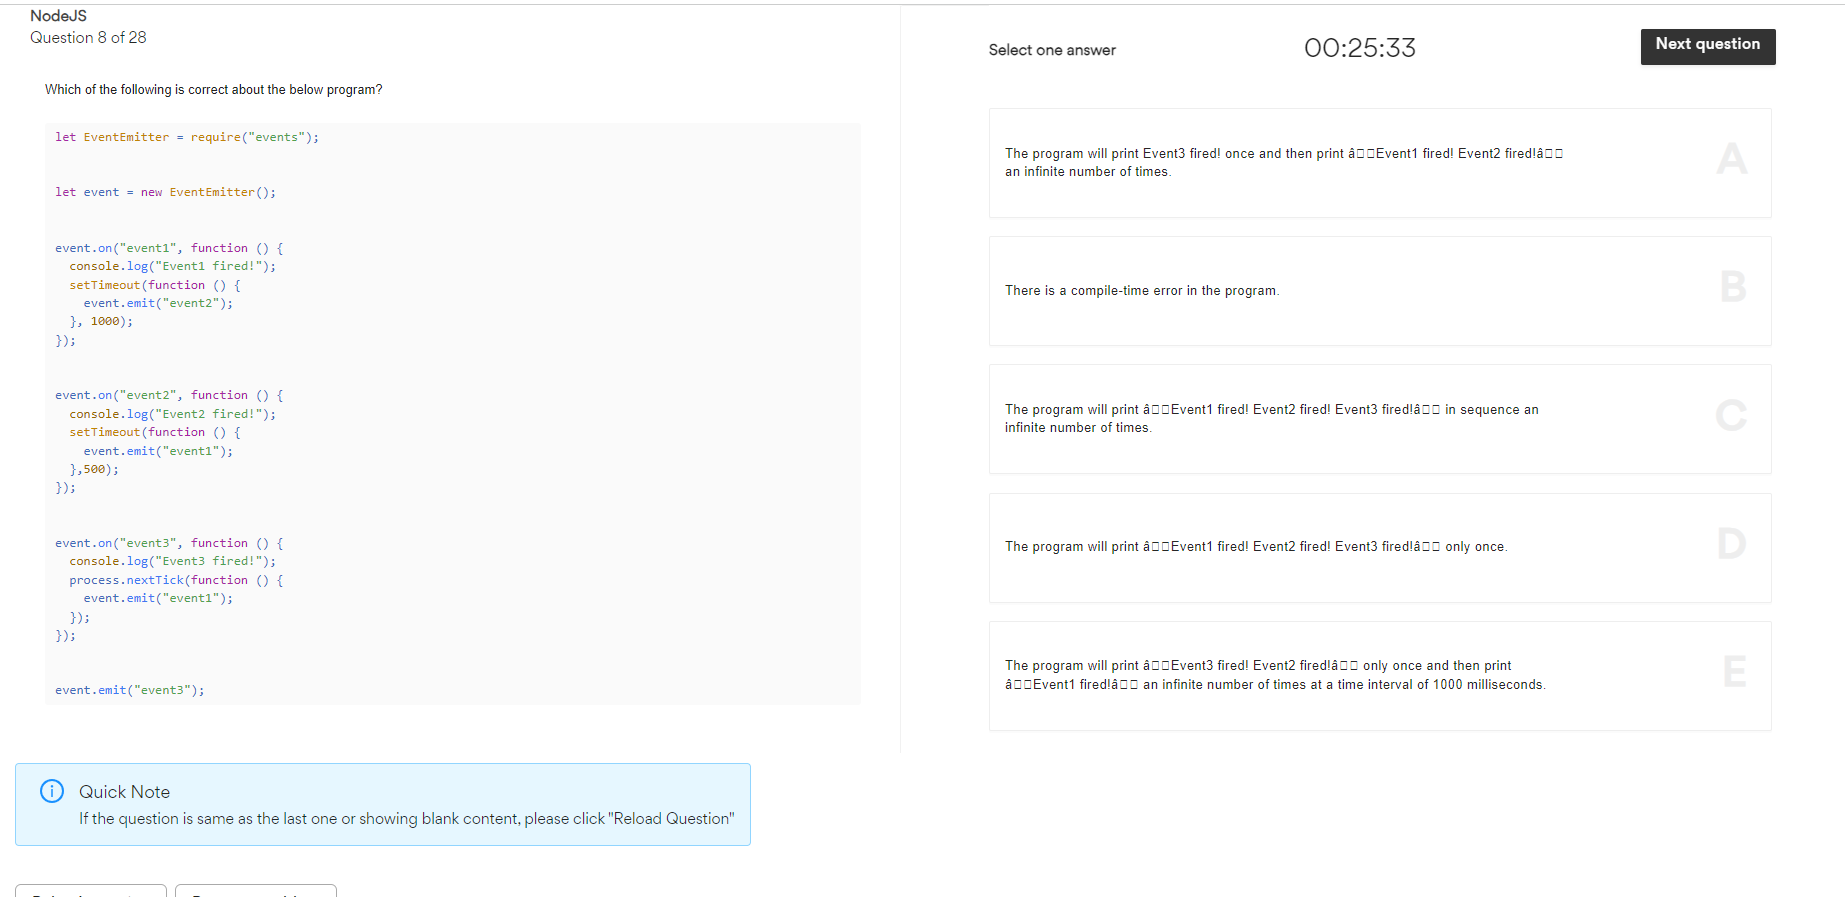 NodeJS
Question 8 of 28
Which of the following is correct about the below program?
let EventEmitter = require("events");
let event = new EventEmitter();
event.on("event1", function () {
console.log("Event1 fired!");
setTimeout(function () {
event.emit("event2");
}, 1000);
});
event.on("event2", function () {
console.log("Event2 fired!");
setTimeout(function () {
event.emit("event1");
},500);
});
event.on("event3", function () {
console.log("Event3 fired!");
process.nextTick(function () {
event.emit("event1");
});
});
event.emit("event3");
Quick Note
If the question is same as the last one or showing blank content, please click "Reload Question"
Select one answer
00:25:33
Next question
The program will print Event3 fired! once and then print â□□Event1 fired! Event2 fired!â□□
an infinite number of times.
A
There is a compile-time error in the program.
B
The program will print â□□Event1 fired! Event2 fired! Event3 fired!â□□ in sequence an
infinite number of times.
C
The program will print â□□Event1 fired! Event2 fired! Event3 fired!â□□ only once.
D
The program will print â□□Event3 fired! Event2 fired!â□□ only once and then print
â□□Event1 fired!â□□ an infinite number of times at a time interval of 1000 milliseconds.
E